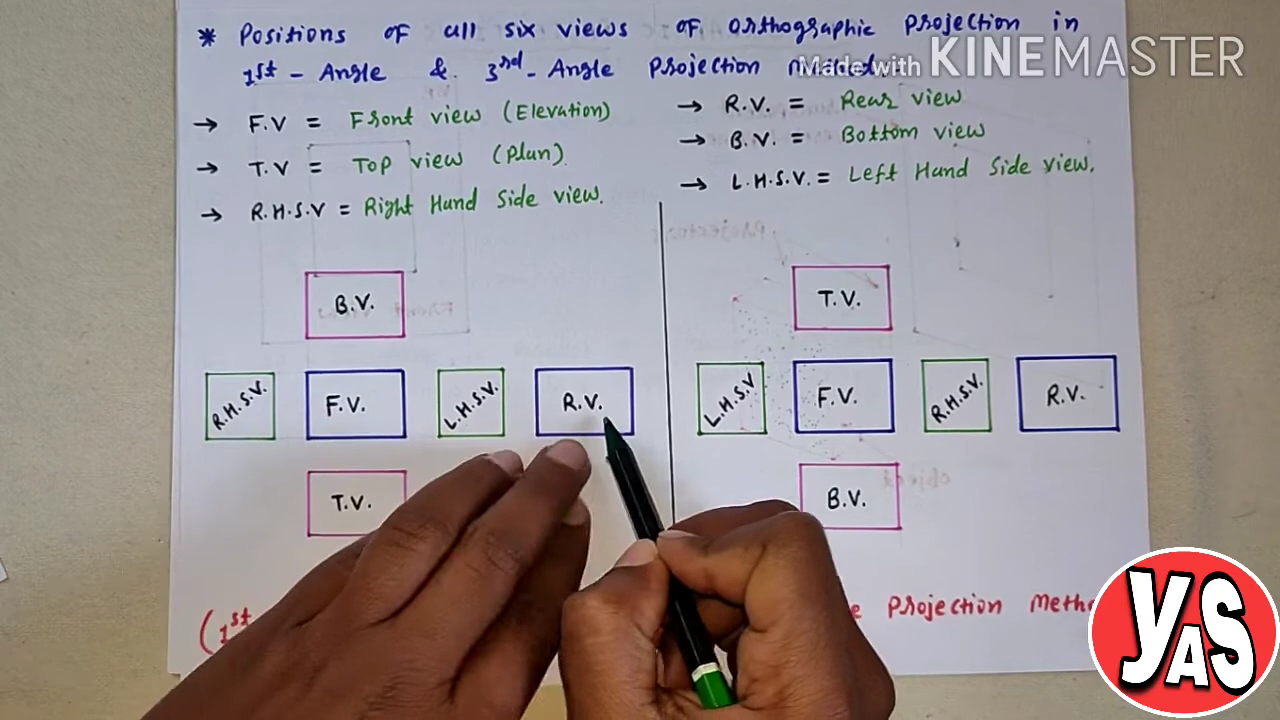 * Positions of all six views of orthographic projection in
1st-Angle & 3rd-Angle projection
Made with KINEMASTER
→ F.V = Front view (Elevation)
→ T.V = Top view (Plan).
→ R.H.S.V = Right Hand Side view.
→ R.V. = Rear view
→ B.V. = Bottom view
→ L.H.S.V. = Left Hand Side view.
B.V.
R.H.S.V.
F.V.
L.H.S.V.
R.V.
T.V.
T.V.
L.H.S.V
F.V.
R.H.S.V.
R.V.
B.V.
(1st
Projection
YAS